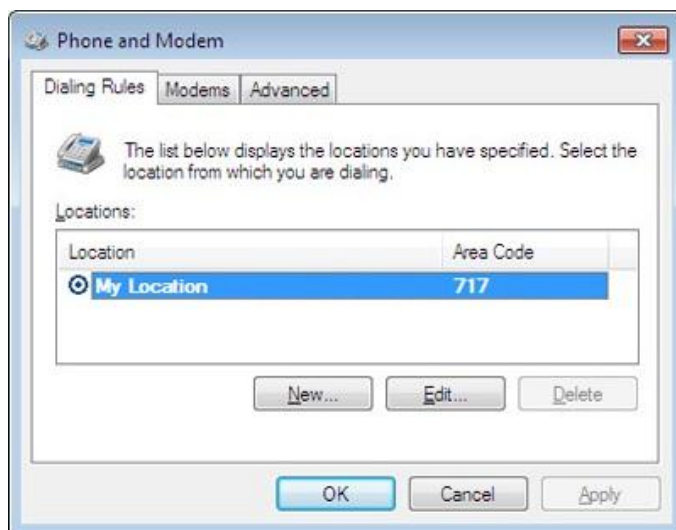 Phone and Modem
Dialing Rules Modems Advanced
The list below displays the locations you have specified. Select the
location from which you are dialing.
Locations:
Location Area Code
My Location 717
New... Edit... Delete
OK Cancel Apply